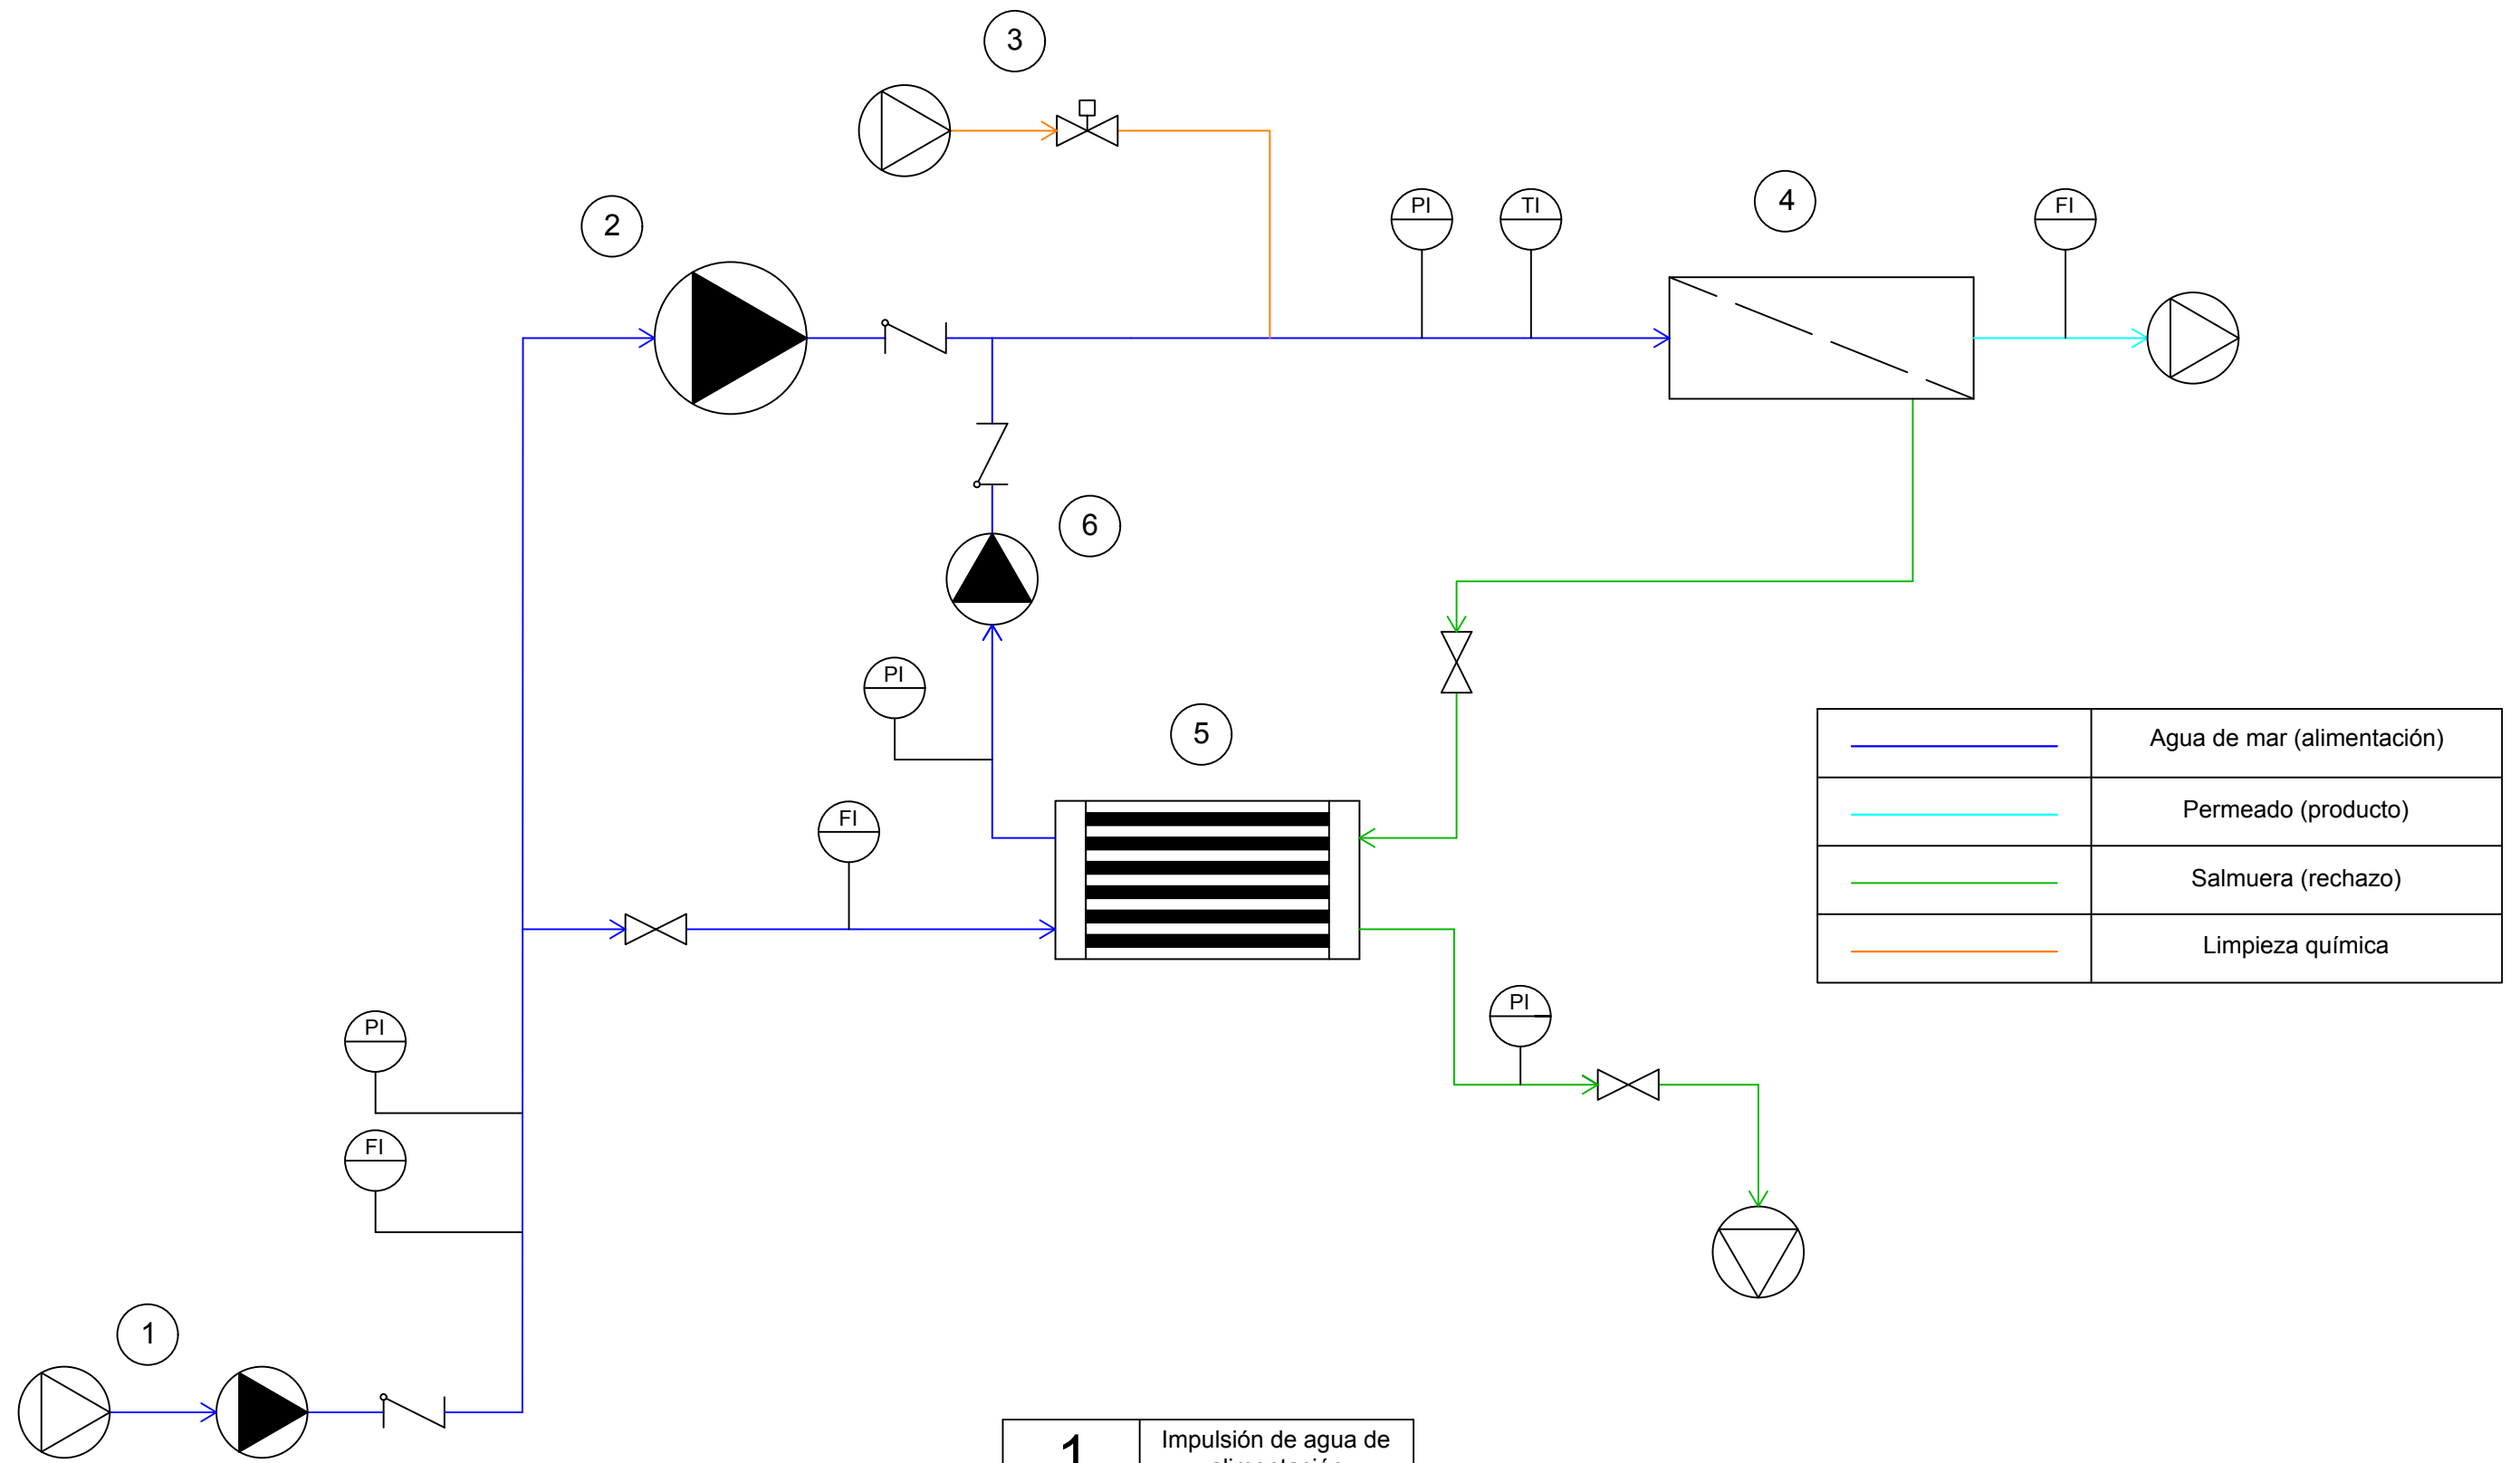 3
PI
TI
4
FI
2
6
PI
5
Agua de mar (alimentación)
FI
Permeado (producto)
Salmuera (rechazo)
Limpieza química
PI
PI
FI
1
1
Impulsión de agua de
alimentación